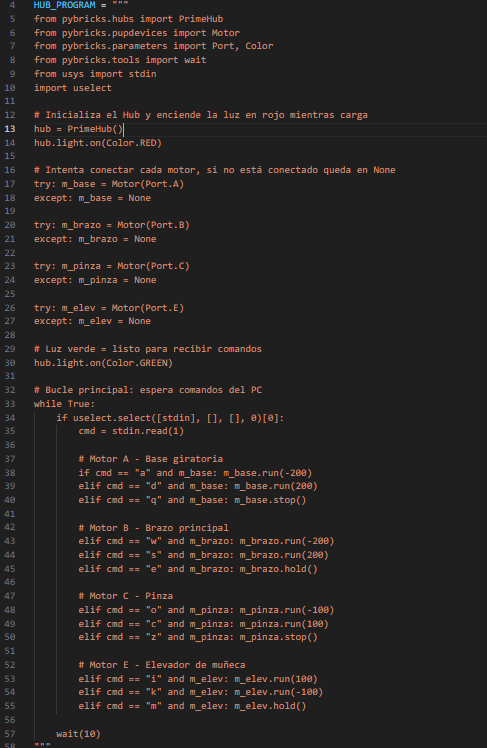 4 HUB_PROGRAM = """
5 from pybricks.hubs import PrimeHub
6 from pybricks.pupdevices import Motor
7 from pybricks.parameters import Port, Color
8 from pybricks.tools import wait
9 from usys import stdin
10 import uselect
11
12 # Inicializa el Hub y enciende la luz en rojo mientras carga
13 hub = PrimeHub()
14 hub.light.on(Color.RED)
15
16 # Intenta conectar cada motor, si no está conectado queda en None
17 try: m_base = Motor(Port.A)
18 except: m_base = None
19
20 try: m_brazo = Motor(Port.B)
21 except: m_brazo = None
22
23 try: m_pinza = Motor(Port.C)
24 except: m_pinza = None
25
26 try: m_elev = Motor(Port.E)
27 except: m_elev = None
28
29 # Luz verde = listo para recibir comandos
30 hub.light.on(Color.GREEN)
31
32 # Bucle principal: espera comandos del PC
33 while True:
34     if uselect.select([stdin], [], [], 0)[0]:
35         cmd = stdin.read(1)
36
37         # Motor A - Base giratoria
38         if cmd == "a" and m_base: m_base.run(-200)
39         elif cmd == "d" and m_base: m_base.run(200)
40         elif cmd == "q" and m_base: m_base.stop()
41
42         # Motor B - Brazo principal
43         elif cmd == "w" and m_brazo: m_brazo.run(-200)
44         elif cmd == "s" and m_brazo: m_brazo.run(200)
45         elif cmd == "e" and m_brazo: m_brazo.hold()
46
47         # Motor C - Pinza
48         elif cmd == "o" and m_pinza: m_pinza.run(-100)
49         elif cmd == "c" and m_pinza: m_pinza.run(100)
50         elif cmd == "z" and m_pinza: m_pinza.stop()
51
52         # Motor E - Elevador de muñeca
53         elif cmd == "i" and m_elev: m_elev.run(100)
54         elif cmd == "k" and m_elev: m_elev.run(-100)
55         elif cmd == "m" and m_elev: m_elev.hold()
56
57     wait(10)
58 """